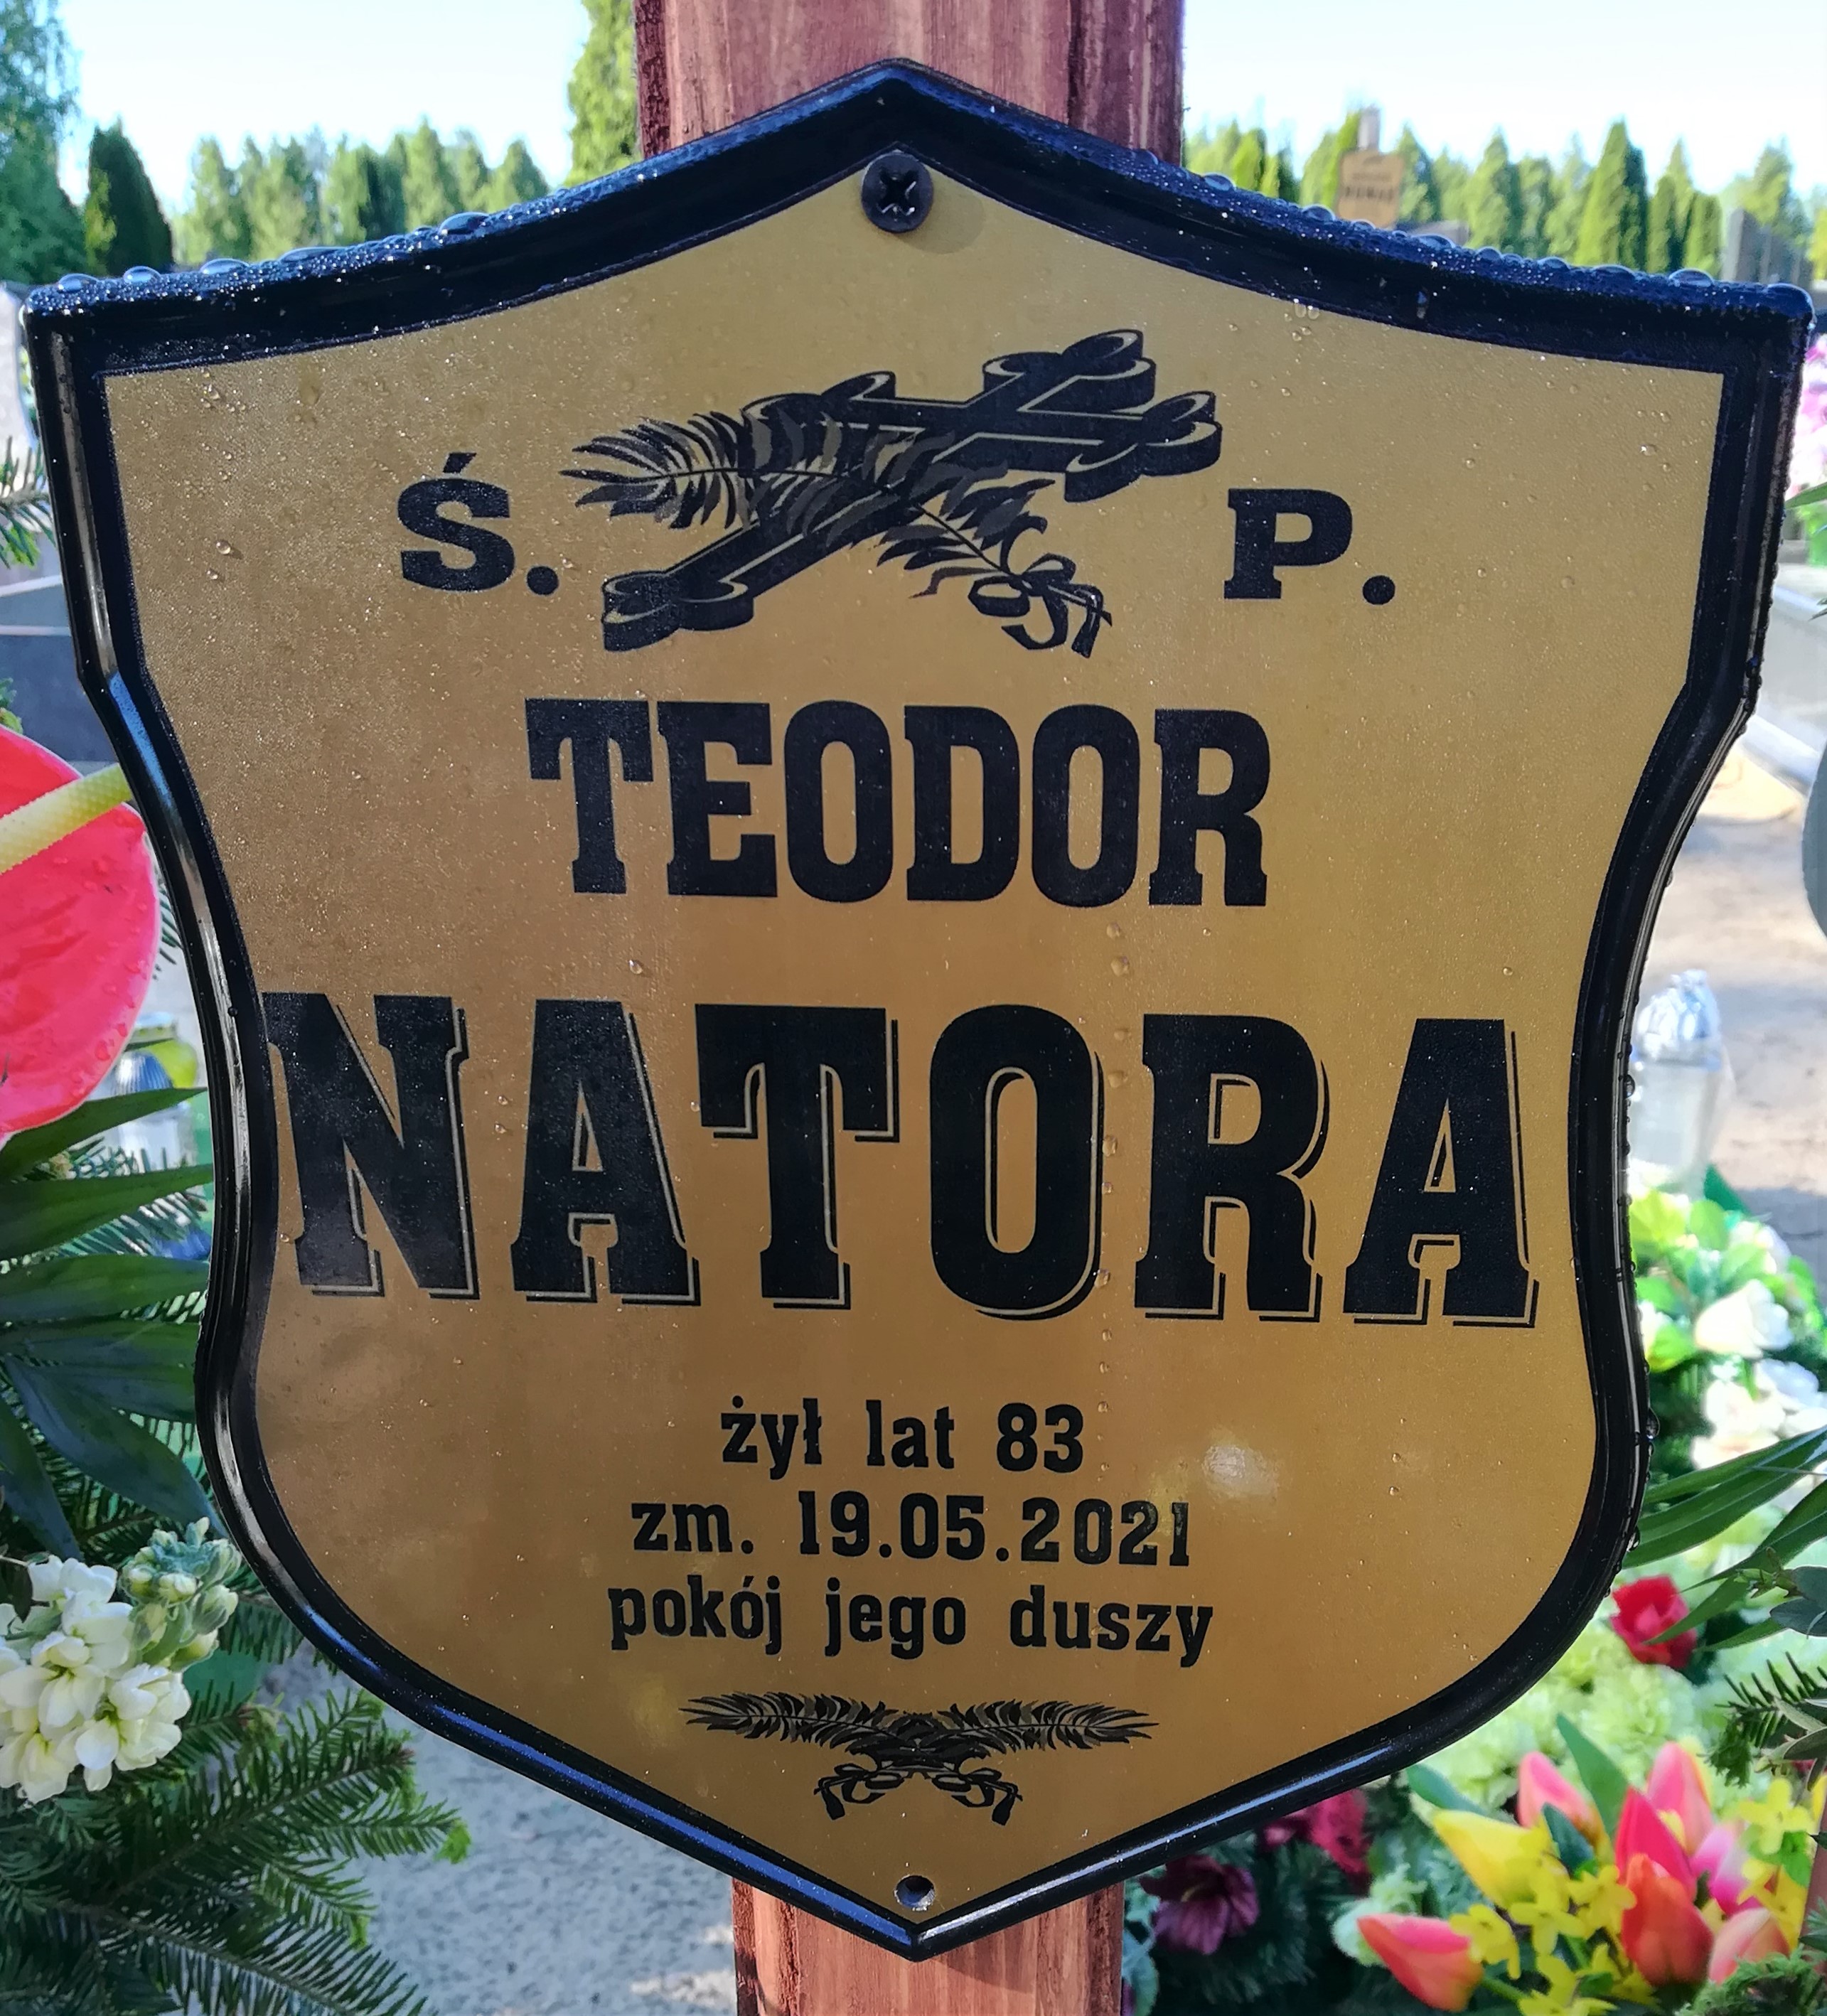 Ś. P.
TEODOR
NATORA
żył lat 83
zm. 19.05.2021
pokój jego duszy